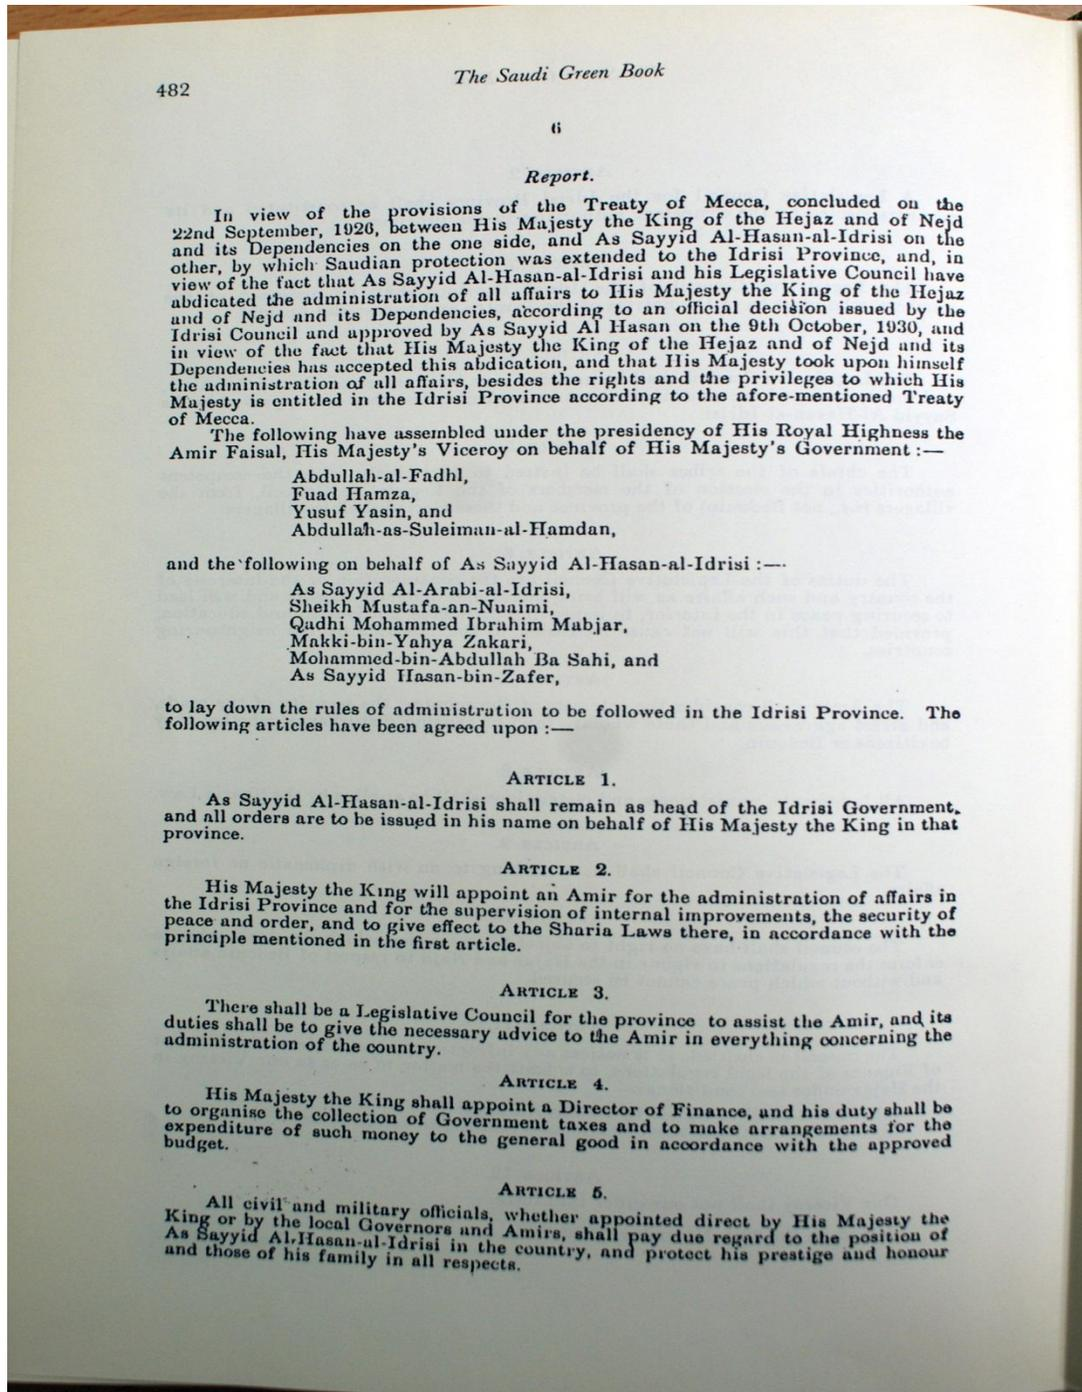 482
The Saudi Green Book
6
Report.
In view of the provisions of the Treaty of Mecca, concluded on the
22nd September, 1926, between His Majesty the King of the Hejaz and of Nejd
and its Dependencies on the one side, and As Sayyid Al-Hasan-al-Idrisi on the
other, by which Saudian protection was extended to the Idrisi Province, and, in
view of the fact that As Sayyid Al-Hasan-al-Idrisi and his Legislative Council have
abdicated the administration of all affairs to His Majesty the King of the Hejaz
and of Nejd and its Dependencies, according to an official decision issued by the
Idrisi Council and approved by As Sayyid Al Hasan on the 9th October, 1930, and
in view of the fact that His Majesty the King of the Hejaz and of Nejd and its
Dependencies has accepted this abdication, and that His Majesty took upon himself
the administration of all affairs, besides the rights and the privileges to which His
Majesty is entitled in the Idrisi Province according to the afore-mentioned Treaty
of Mecca.
The following have assembled under the presidency of His Royal Highness the
Amir Faisal, His Majesty's Viceroy on behalf of His Majesty's Government :—
Abdullah-al-Fadhl,
Fuad Hamza,
Yusuf Yasin, and
Abdullah-as-Suleiman-al-Hamdan,
and the following on behalf of As Sayyid Al-Hasan-al-Idrisi :—
As Sayyid Al-Arabi-al-Idrisi,
Sheikh Mustafa-an-Nuaimi,
Qadhi Mohammed Ibrahim Mabjar,
Makki-bin-Yahya Zakari,
Mohammed-bin-Abdullah Ba Sahi, and
As Sayyid Hasan-bin-Zafer,
to lay down the rules of administration to be followed in the Idrisi Province. The
following articles have been agreed upon :—
ARTICLE 1.
As Sayyid Al-Hasan-al-Idrisi shall remain as head of the Idrisi Government,
and all orders are to be issued in his name on behalf of His Majesty the King in that
province.
ARTICLE 2.
His Majesty the King will appoint an Amir for the administration of affairs in
the Idrisi Province and for the supervision of internal improvements, the security of
peace and order, and to give effect to the Sharia Laws there, in accordance with the
principle mentioned in the first article.
ARTICLE 3.
There shall be a Legislative Council for the province to assist the Amir, and its
duties shall be to give the necessary advice to the Amir in everything concerning the
administration of the country.
ARTICLE 4.
His Majesty the King shall appoint a Director of Finance, and his duty shall be
to organise the collection of Government taxes and to make arrangements for the
expenditure of such money to the general good in accordance with the approved
budget.
ARTICLE 5.
All civil and military officials, whether appointed direct by His Majesty the
King or by the local Governors and Amirs, shall pay due regard to the position of
As Sayyid Al-Hasan-al-Idrisi in the country, and protect his prestige and honour
and those of his family in all respects.